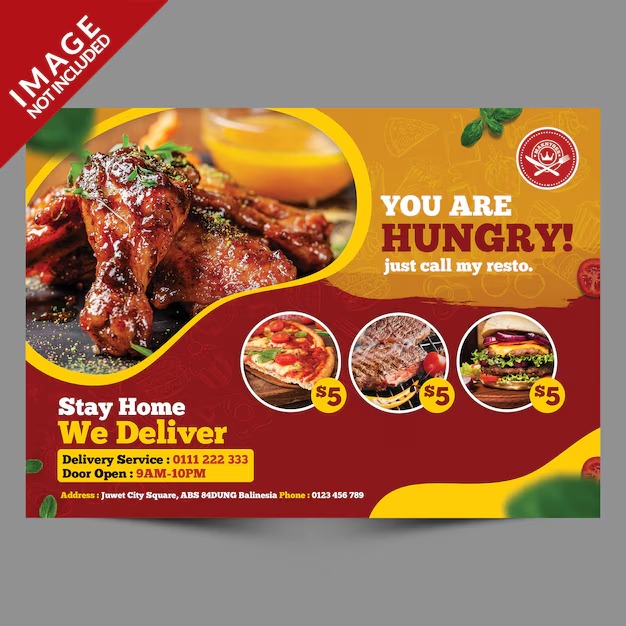 IMAGE
NOT INCLUDED
YOU ARE
HUNGRY!
just call my resto.
$5
$5
$5
Stay Home
We Deliver
Delivery Service : 0111 222 333
Door Open : 9AM-10PM
Address : Juwet City Square, ABS 84DUNG Balinesia Phone : 0123 456 789